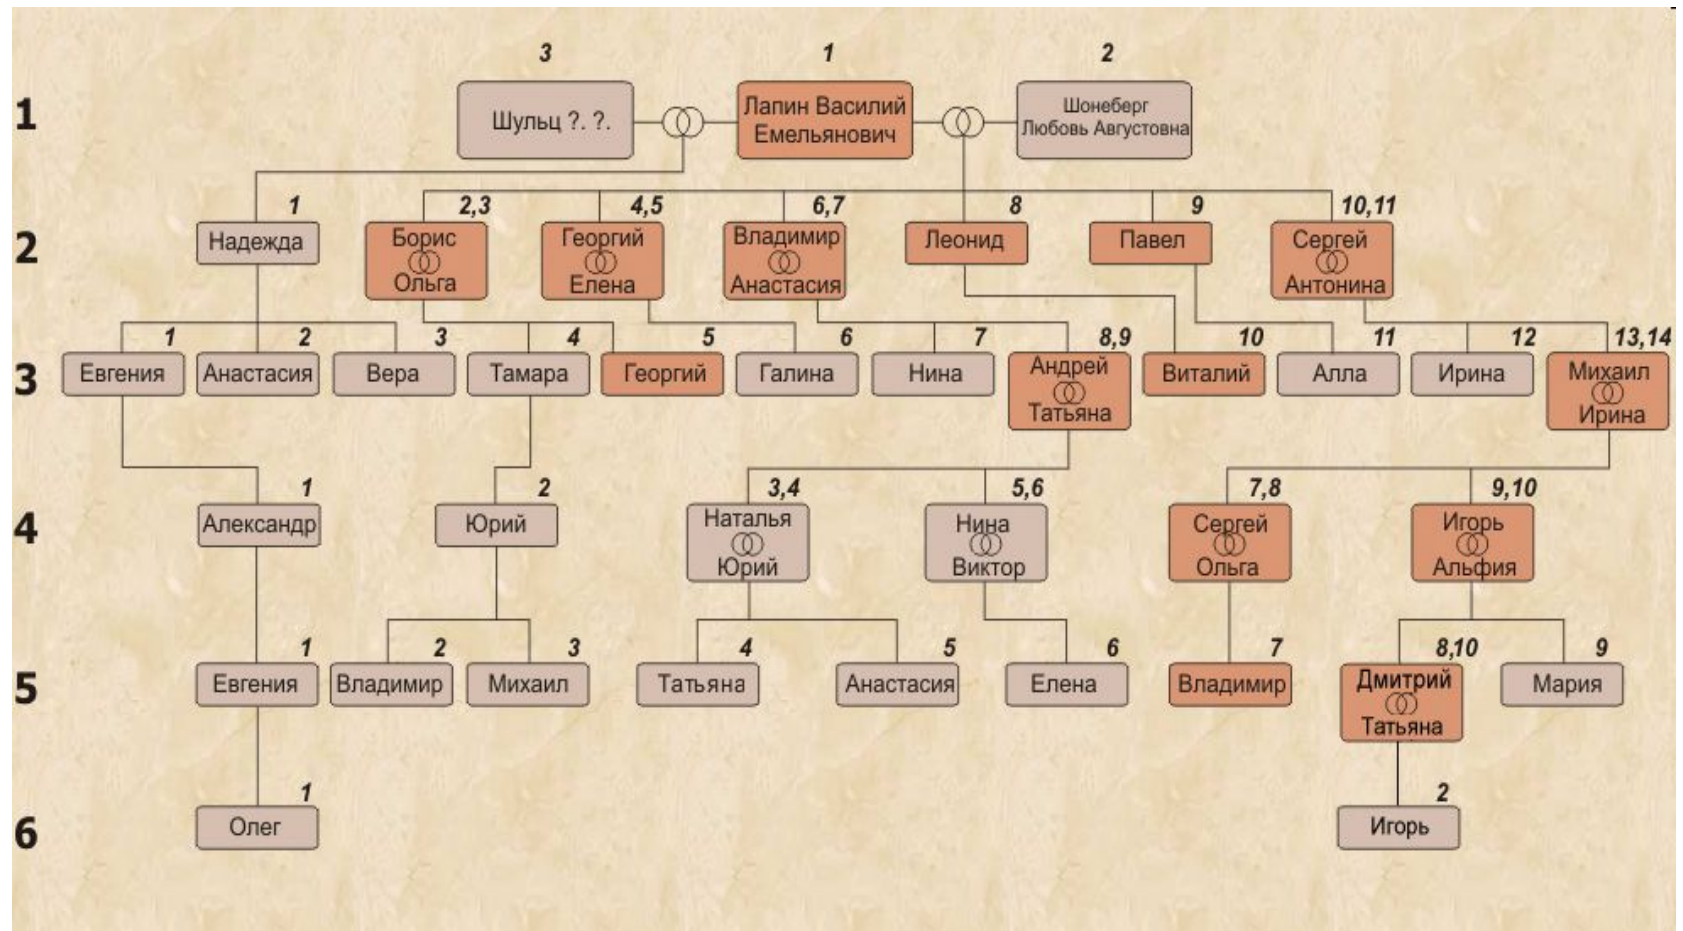 3 1 2
1
Шульц ?. ?.
Лапин Василий
Емельянович
Шонеберг
Любовь Августовна
2
1
Надежда
2,3
Борис
Ольга
4,5
Георгий
Елена
6,7
Владимир
Анастасия
8
Леонид
9
Павел
10,11
Сергей
Антонина
3
1
Евгения
2
Анастасия
3
Вера
4
Тамара
5
Георгий
6
Галина
7
Нина
8,9
Андрей
Татьяна
10
Виталий
11
Алла
12
Ирина
13,14
Михаил
Ирина
4
1
Александр
2
Юрий
3,4
Наталья
Юрий
5,6
Нина
Виктор
7,8
Сергей
Ольга
9,10
Игорь
Альфия
5
1
Евгения
2
Владимир
3
Михаил
4
Татьяна
5
Анастасия
6
Елена
7
Владимир
8,10
Дмитрий
Татьяна
9
Мария
6
1
Олег
2
Игорь